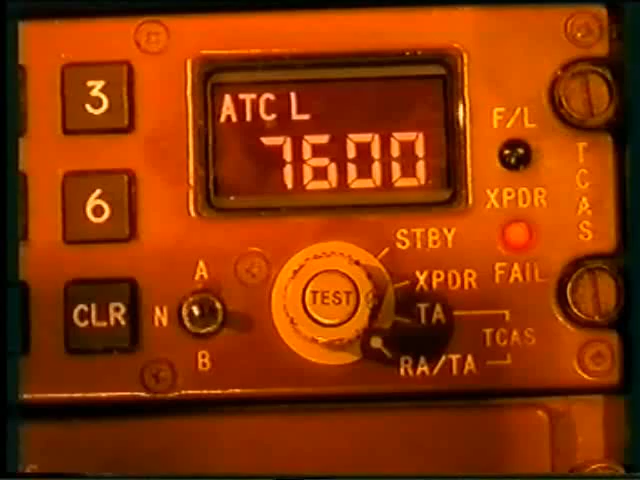 3
ATC L
7600
F/L
TCAS
6
XPDR
STBY
A
XPDR
FAIL
TEST
CLR
N
TA
TCAS
B
RA/TA